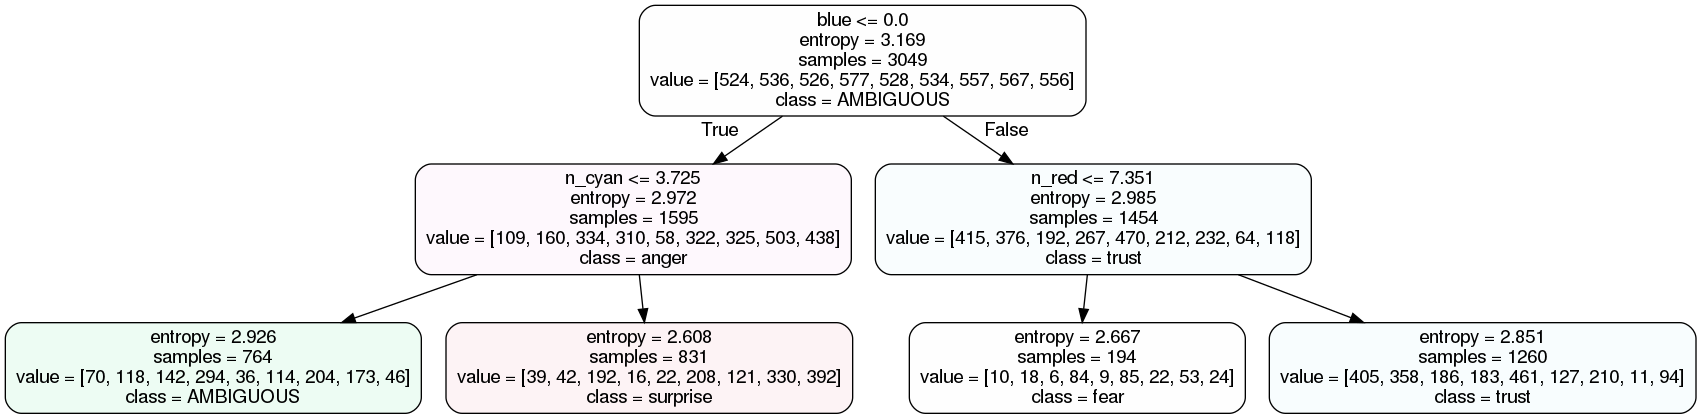 blue <= 0.0
entropy = 3.169
samples = 3049
value = [524, 536, 526, 577, 528, 534, 557, 567, 556]
class = AMBIGUOUS
True
False
n_cyan <= 3.725
entropy = 2.972
samples = 1595
value = [109, 160, 334, 310, 58, 322, 325, 503, 438]
class = anger
n_red <= 7.351
entropy = 2.985
samples = 1454
value = [415, 376, 192, 267, 470, 212, 232, 64, 118]
class = trust
entropy = 2.926
samples = 764
value = [70, 118, 142, 294, 36, 114, 204, 173, 46]
class = AMBIGUOUS
entropy = 2.608
samples = 831
value = [39, 42, 192, 16, 22, 208, 121, 330, 392]
class = surprise
entropy = 2.667
samples = 194
value = [10, 18, 6, 84, 9, 85, 22, 53, 24]
class = fear
entropy = 2.851
samples = 1260
value = [405, 358, 186, 183, 461, 127, 210, 11, 94]
class = trust